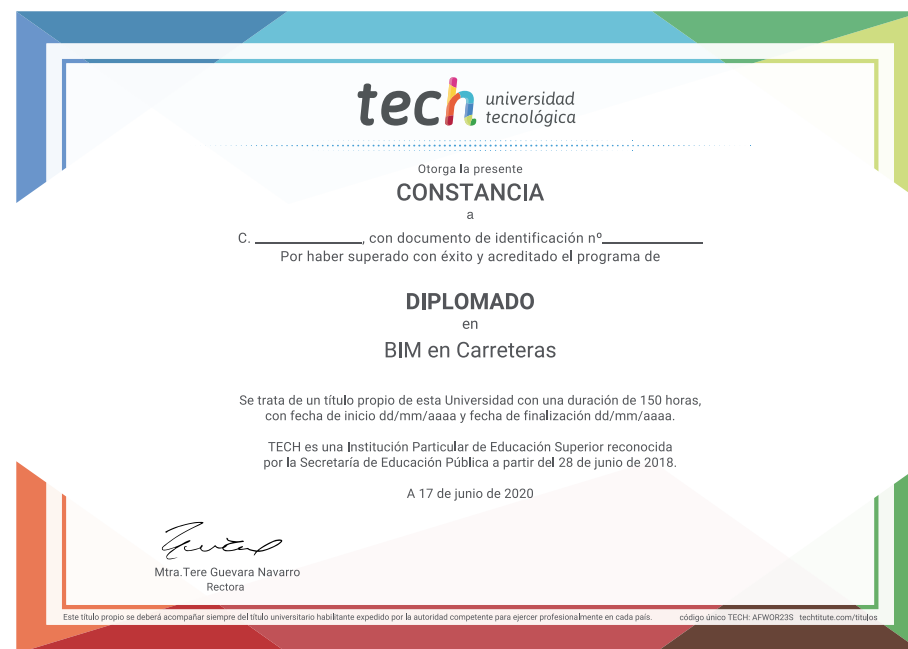 tech universidad
tecnológica
Otorga la presente
CONSTANCIA
a
C. ____________, con documento de identificación nº____________
Por haber superado con éxito y acreditado el programa de
DIPLOMADO
en
BIM en Carreteras
Se trata de un título propio de esta Universidad con una duración de 150 horas,
con fecha de inicio dd/mm/aaaa y fecha de finalización dd/mm/aaaa.
TECH es una Institución Particular de Educación Superior reconocida
por la Secretaría de Educación Pública a partir del 28 de junio de 2018.
A 17 de junio de 2020
Mtra.Tere Guevara Navarro
Rectora
Este título propio se deberá acompañar siempre del título universitario habilitante expedido por la autoridad competente para ejercer profesionalmente en cada país. código único TECH: AFWOR23S techtitute.com/titulos